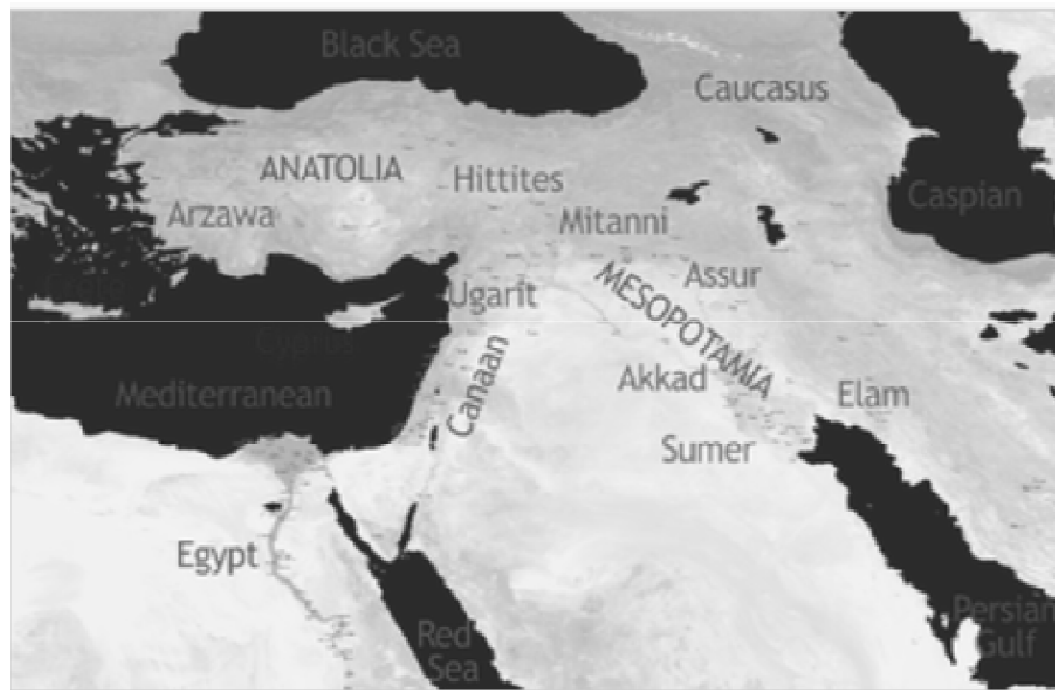 Black Sea
Caucasus
ANATOLIA
Hittites
Caspian
Arzawa
Mitanni
Crete
Ugarit
MESOPOTAMIA
Assur
Cyprus
Mediterranean
Canaan
Akkad
Elam
Sumer
Egypt
Red
Sea
Persian
Gulf